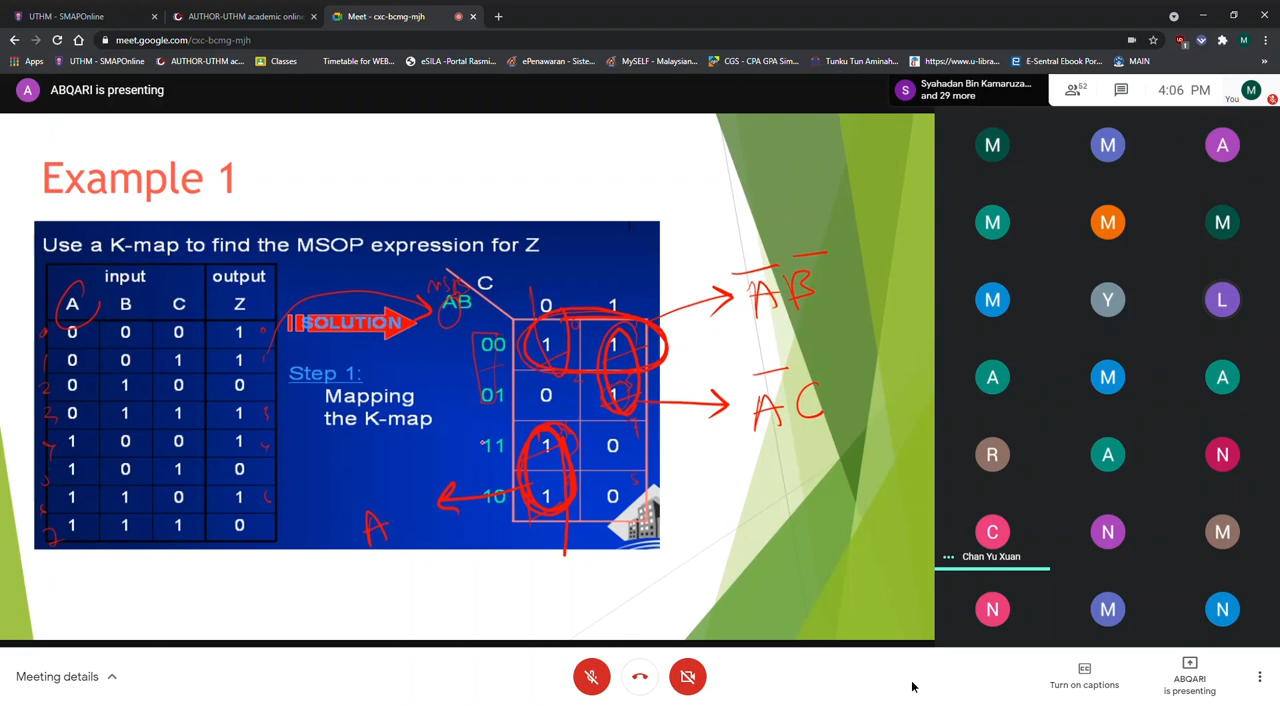 UTHM - SMAPOnline
AUTHOR-UTHM academic online
Meet - cxc-bcmg-mjh
meet.google.com/cxc-bcmg-mjh
Apps UTHM - SMAPOnline AUTHOR-UTHM ac... Classes Timetable for WEB... eSILA -Portal Rasmi... ePenawaran - Siste... MySELF - Malaysian... CGS - CPA GPA Sim... Tunku Tun Aminah... https://www.u-libra... E-Sentral Ebook Por... MAIN »
A ABQARI is presenting
S Syahadan Bin Kamaruza...
and 29 more
52
4:06 PM
You M
Example 1
Use a K-map to find the MSOP expression for Z
input output
A B C Z
0 0 0 1
0 0 1 1
0 1 0 0
0 1 1 1
1 0 0 1
1 0 1 0
1 1 0 1
1 1 1 0
SOLUTION
Step 1:
Mapping
the K-map
C
AB
0 1
00 1 1
01 0 1
11 1 0
10 1 0
A̅ B̅
A̅ C
A
M M A
M M M
M Y L
A M A
R A N
C N M
Chan Yu Xuan
N M N
Meeting details
Turn on captions
ABQARI
is presenting